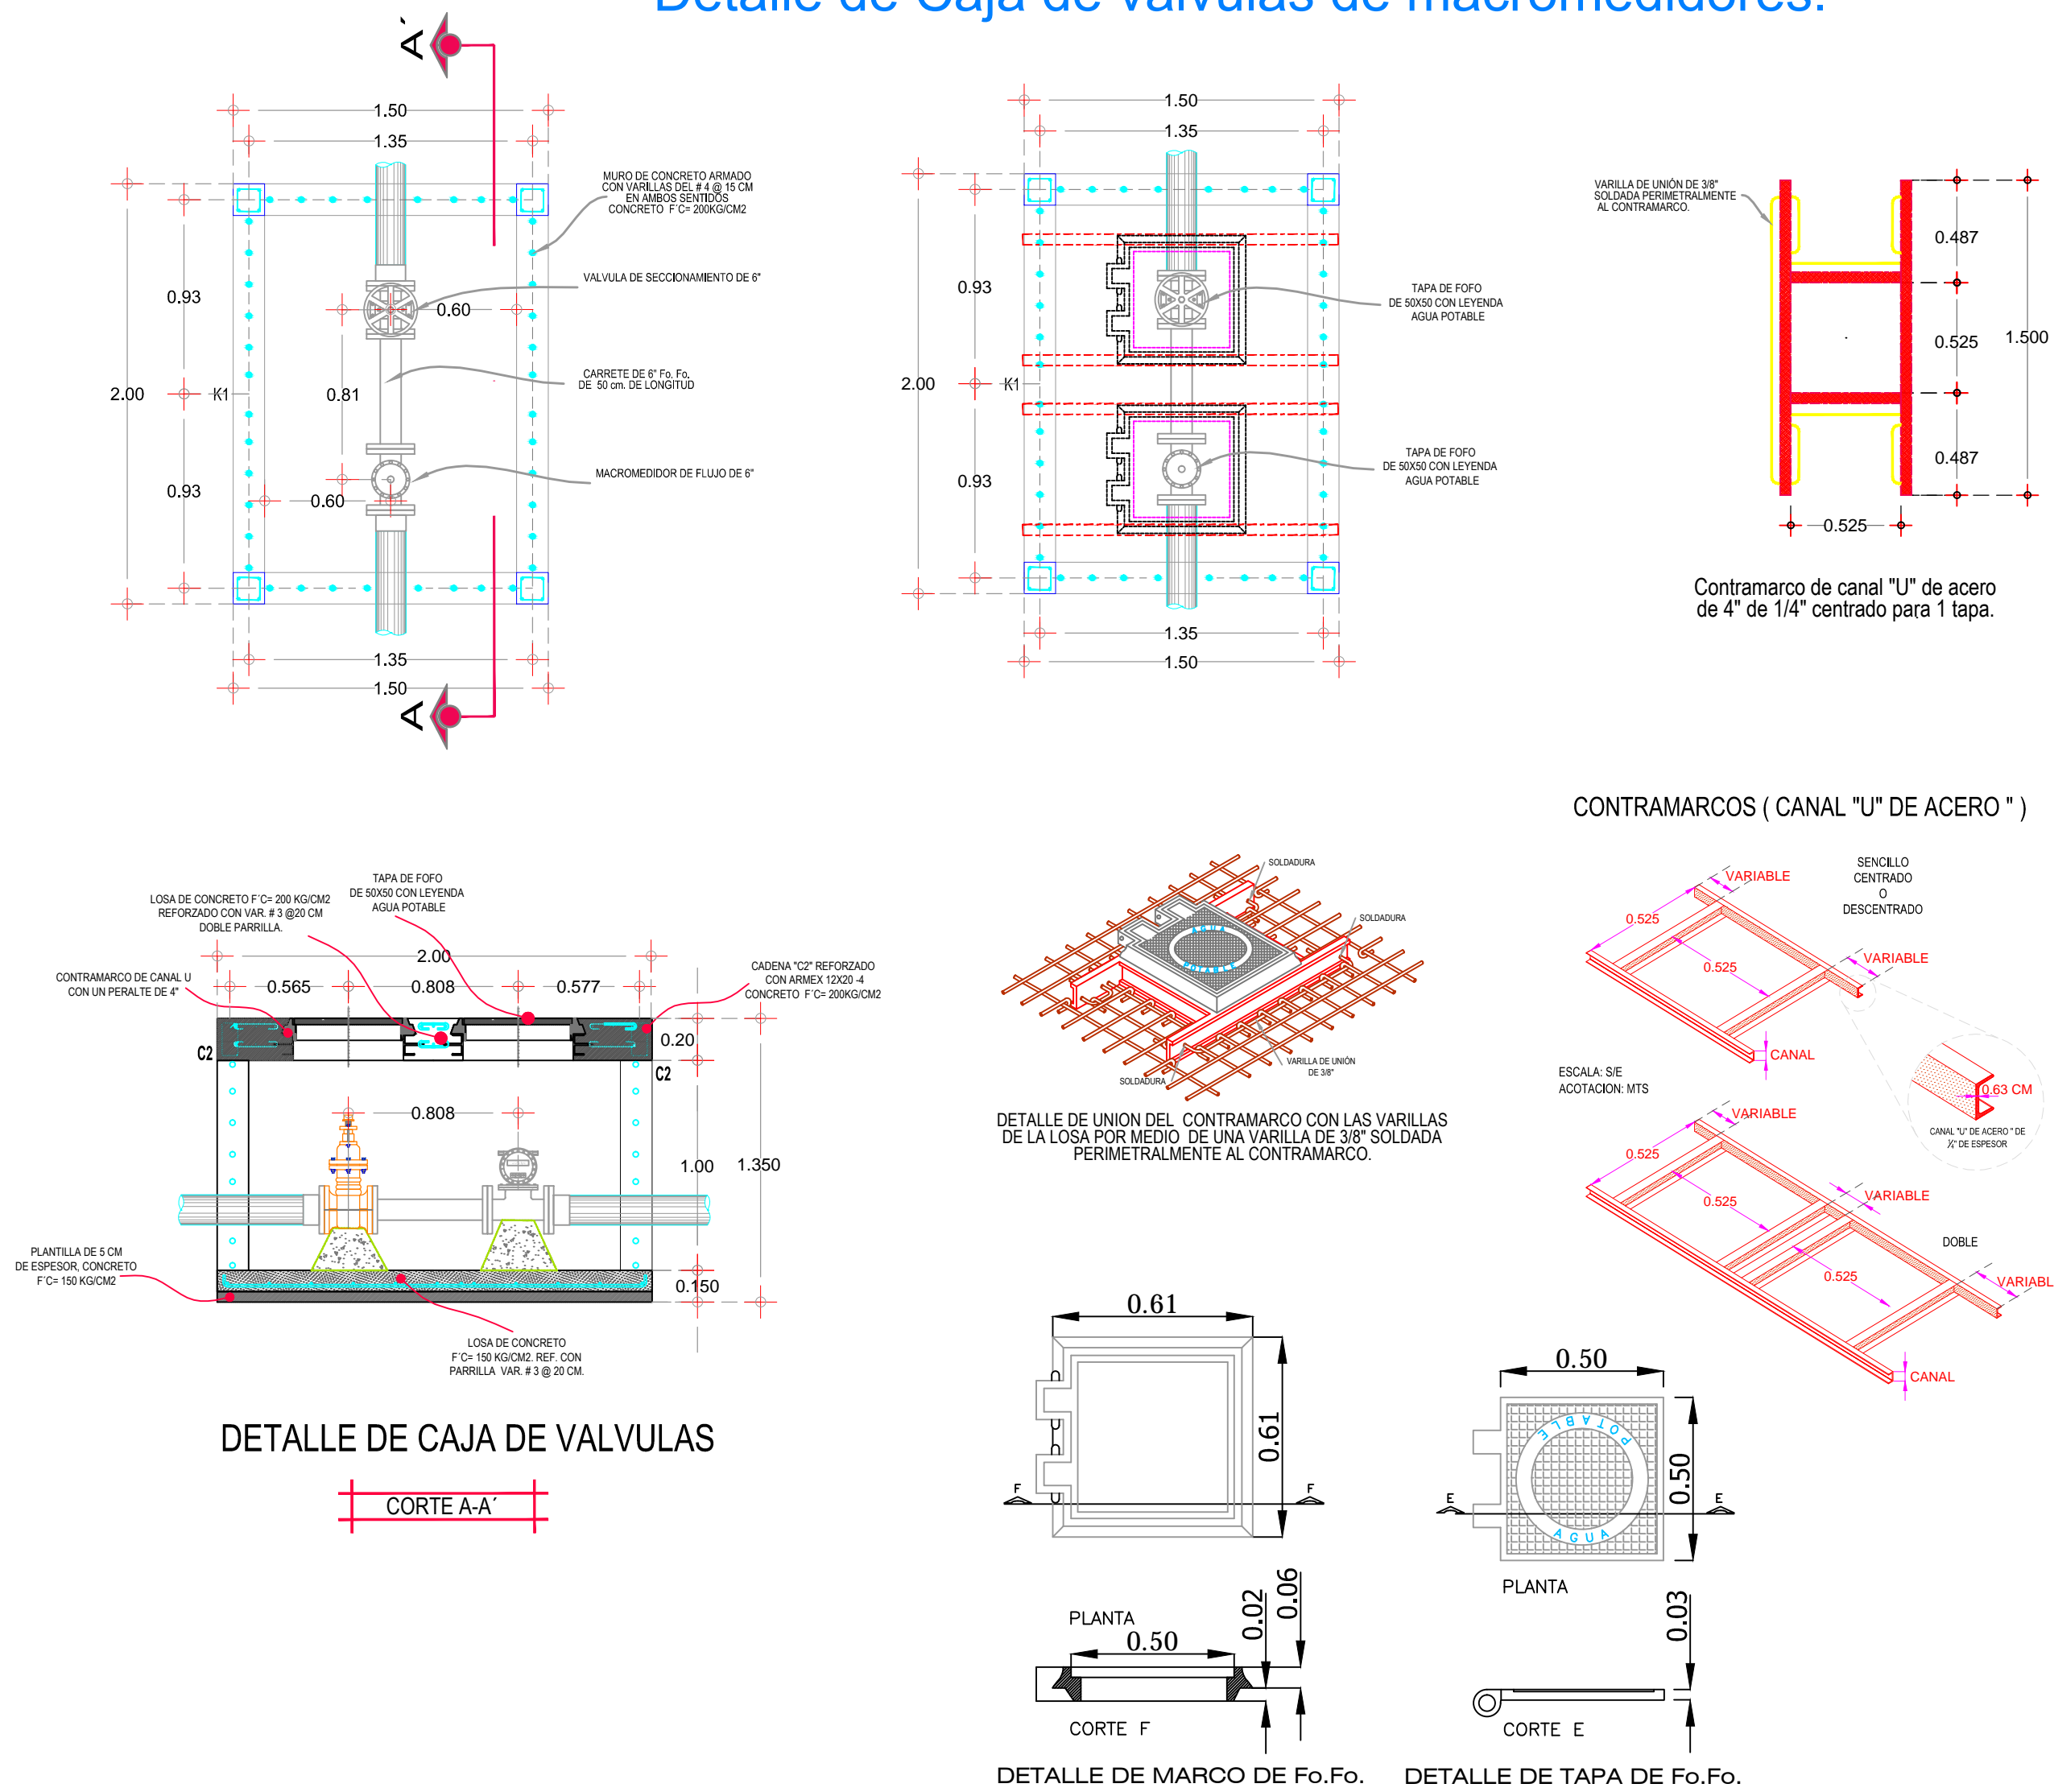 Detalle de Caja de valvulas de macromedidores.
A´
1.50
1.35
MURO DE CONCRETO ARMADO
CON VARILLAS DEL # 4 @ 15 CM
EN AMBOS SENTIDOS
CONCRETO F´C= 200KG/CM2
0.93
VALVULA DE SECCIONAMIENTO DE 6"
0.60
CARRETE DE 6" Fo. Fo.
DE 50 cm. DE LONGITUD
2.00
K1
0.81
MACROMEDIDOR DE FLUJO DE 6"
0.93
0.60
1.35
1.50
A
1.50
1.35
0.93
TAPA DE FOFO
DE 50X50 CON LEYENDA
AGUA POTABLE
2.00
K1
TAPA DE FOFO
DE 50X50 CON LEYENDA
AGUA POTABLE
0.93
1.35
1.50
VARILLA DE UNIÓN DE 3/8"
SOLDADA PERIMETRALMENTE
AL CONTRAMARCO.
0.487
0.525
1.500
0.487
0.525
Contramarco de canal "U" de acero
de 4" de 1/4" centrado para 1 tapa.
TAPA DE FOFO
DE 50X50 CON LEYENDA
AGUA POTABLE
LOSA DE CONCRETO F´C= 200 KG/CM2
REFORZADO CON VAR. # 3 @20 CM
DOBLE PARRILLA.
2.00
CONTRAMARCO DE CANAL U
CON UN PERALTE DE 4"
0.565
0.808
0.577
CADENA "C2" REFORZADO
CON ARMEX 12X20 -4
CONCRETO F´C= 200KG/CM2
0.20
C2
C2
0.808
1.00
1.350
PLANTILLA DE 5 CM
DE ESPESOR, CONCRETO
F´C= 150 KG/CM2
0.150
LOSA DE CONCRETO
F´C= 150 KG/CM2. REF. CON
PARRILLA VAR. # 3 @ 20 CM.
DETALLE DE CAJA DE VALVULAS
CORTE A-A´
SOLDADURA
SOLDADURA
AGUA
POTABLE
VARILLA DE UNIÓN
DE 3/8"
SOLDADURA
DETALLE DE UNION DEL CONTRAMARCO CON LAS VARILLAS
DE LA LOSA POR MEDIO DE UNA VARILLA DE 3/8" SOLDADA
PERIMETRALMENTE AL CONTRAMARCO.
CONTRAMARCOS ( CANAL "U" DE ACERO " )
VARIABLE
SENCILLO
CENTRADO
O
DESCENTRADO
0.525
0.525
VARIABLE
CANAL
ESCALA: S/E
ACOTACION: MTS
0.63 CM
CANAL "U" DE ACERO " DE
¼" DE ESPESOR
VARIABLE
0.525
0.525
VARIABLE
DOBLE
0.525
VARIABL
CANAL
0.61
0.61
F
F
PLANTA
0.50
0.02
0.06
CORTE F
DETALLE DE MARCO DE Fo.Fo.
0.50
POTABLE
0.50
E
E
AGUA
PLANTA
0.03
CORTE E
DETALLE DE TAPA DE Fo.Fo.